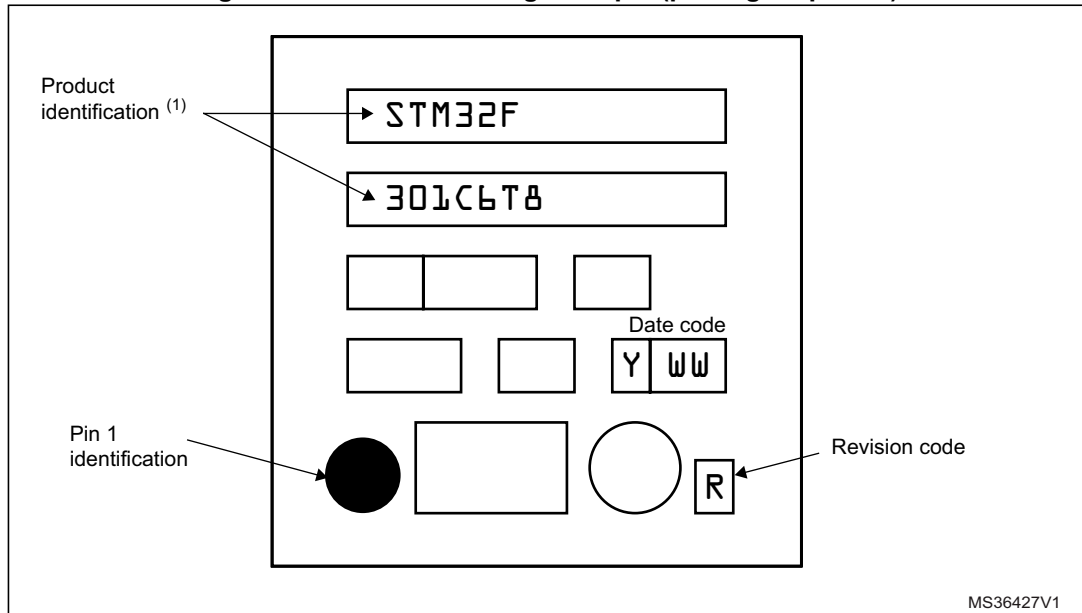 Product
identification (1)
STM32F
301C6T8
Date code
Y WW
Pin 1
identification
Revision code
R
MS36427V1